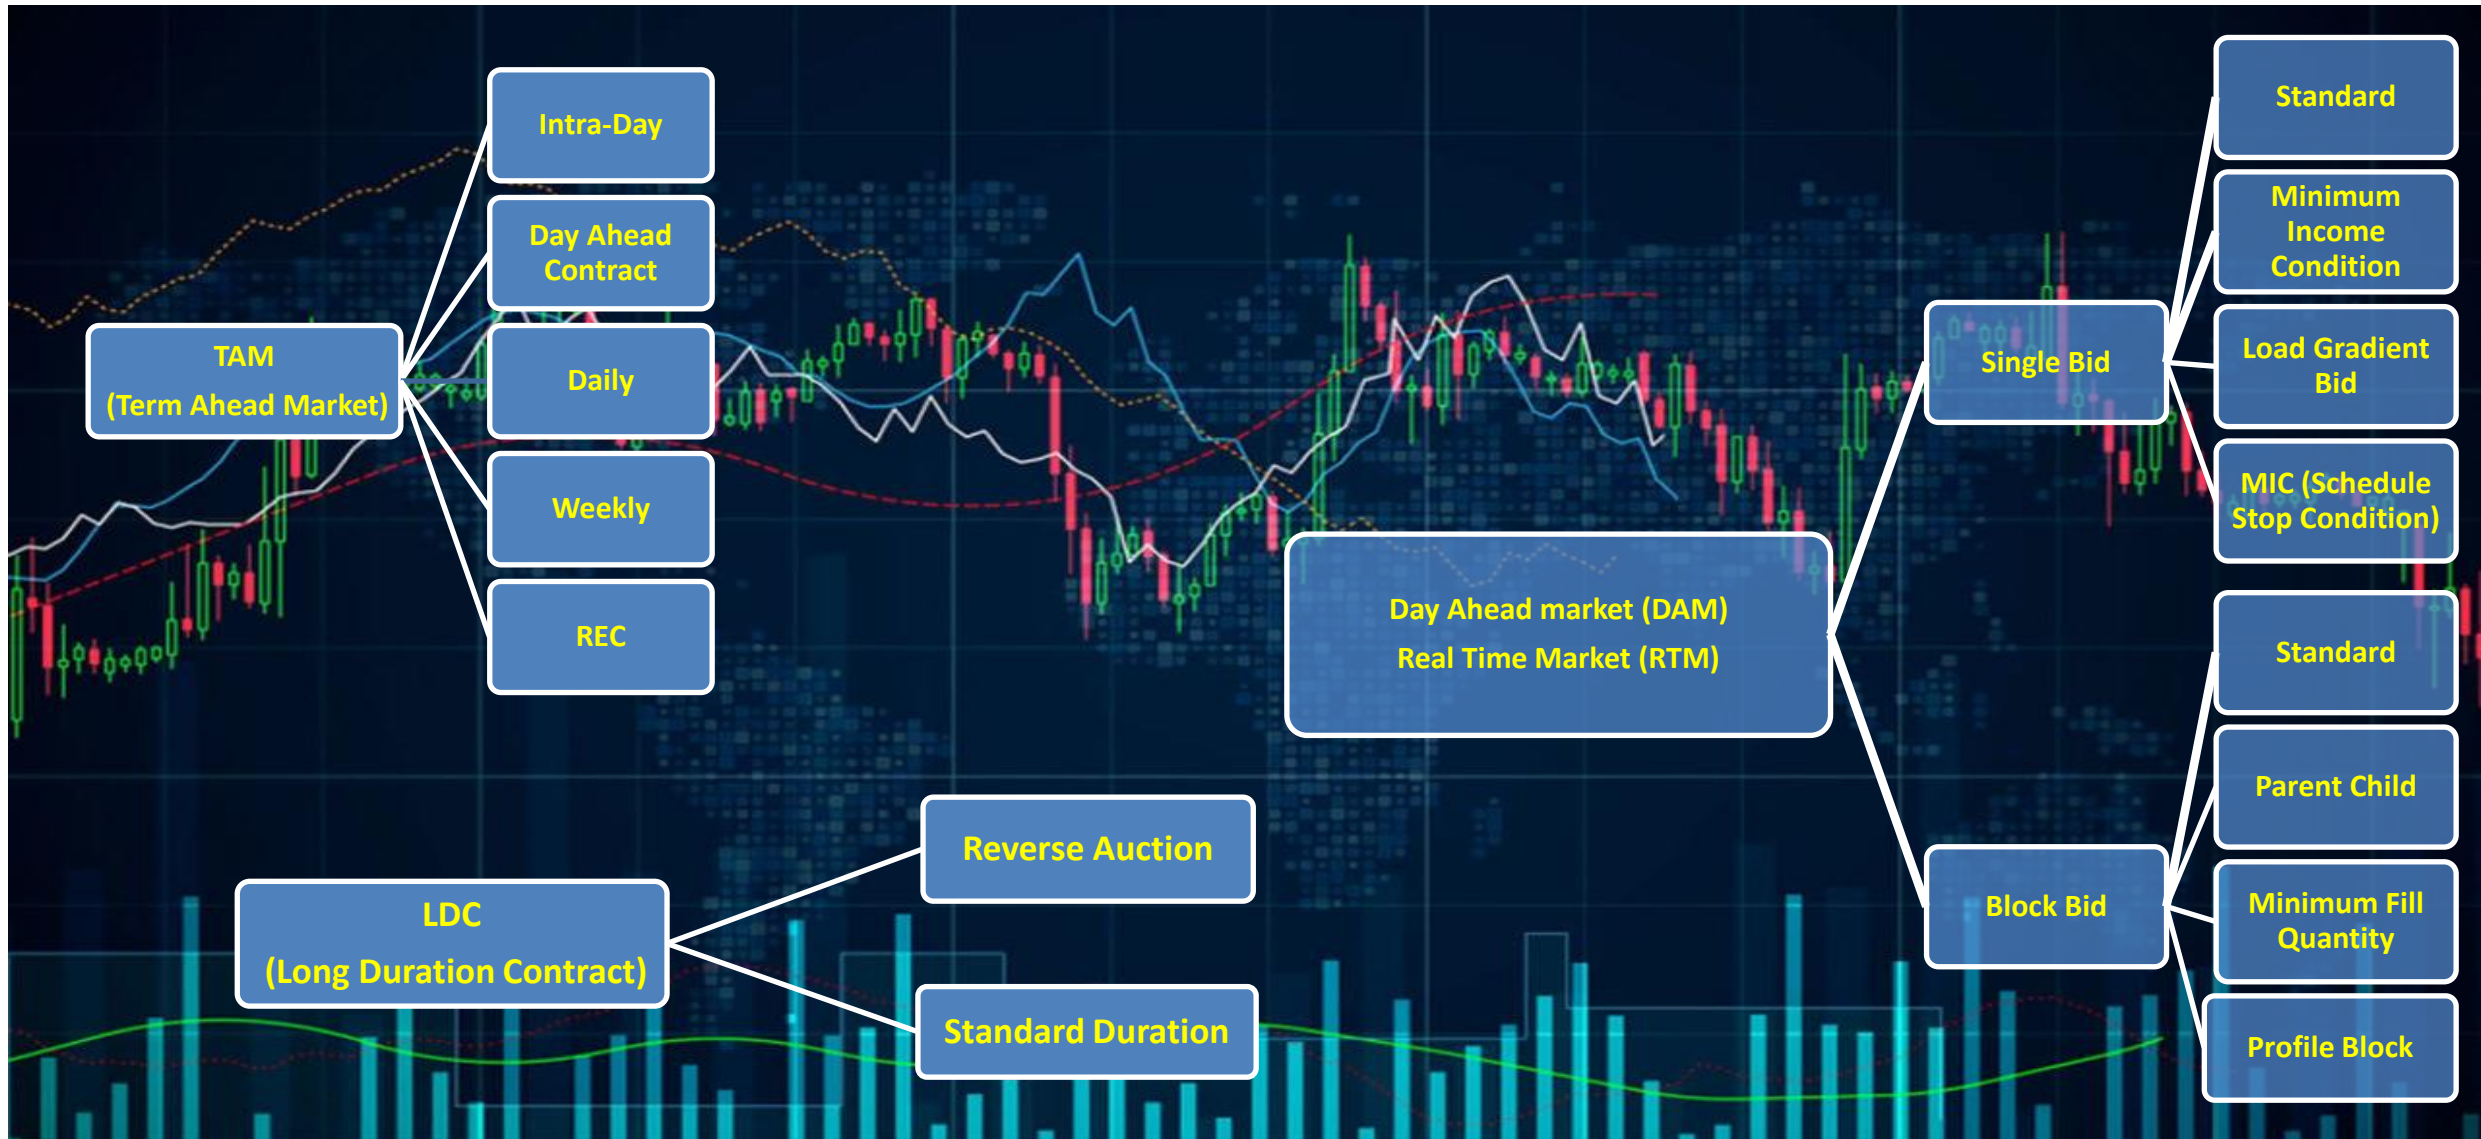 TAM
(Term Ahead Market)
Intra-Day
Day Ahead
Contract
Daily
Weekly
REC
LDC
(Long Duration Contract)
Reverse Auction
Standard Duration
Day Ahead market (DAM)
Real Time Market (RTM)
Single Bid
Standard
Minimum
Income
Condition
Load Gradient
Bid
MIC (Schedule
Stop Condition)
Block Bid
Standard
Parent Child
Minimum Fill
Quantity
Profile Block